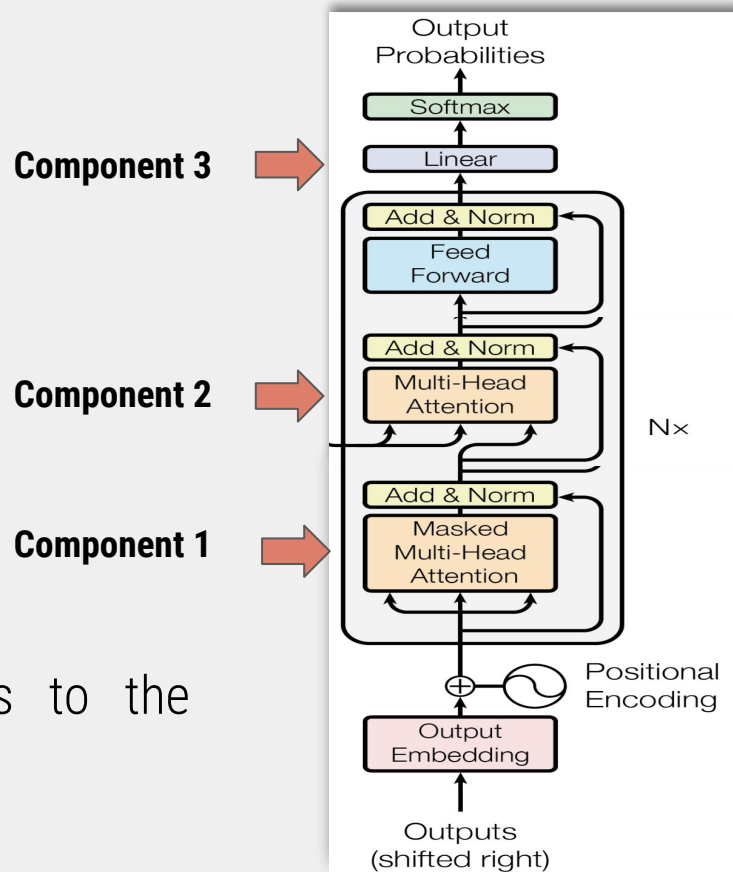 Output
Probabilities
Softmax
Component 3
Linear
Add & Norm
Feed
Forward
Add & Norm
Component 2
Multi-Head
Attention
N×
Add & Norm
Component 1
Masked
Multi-Head
Attention
s to the
Positional
Encoding
Output
Embedding
Outputs
(shifted right)